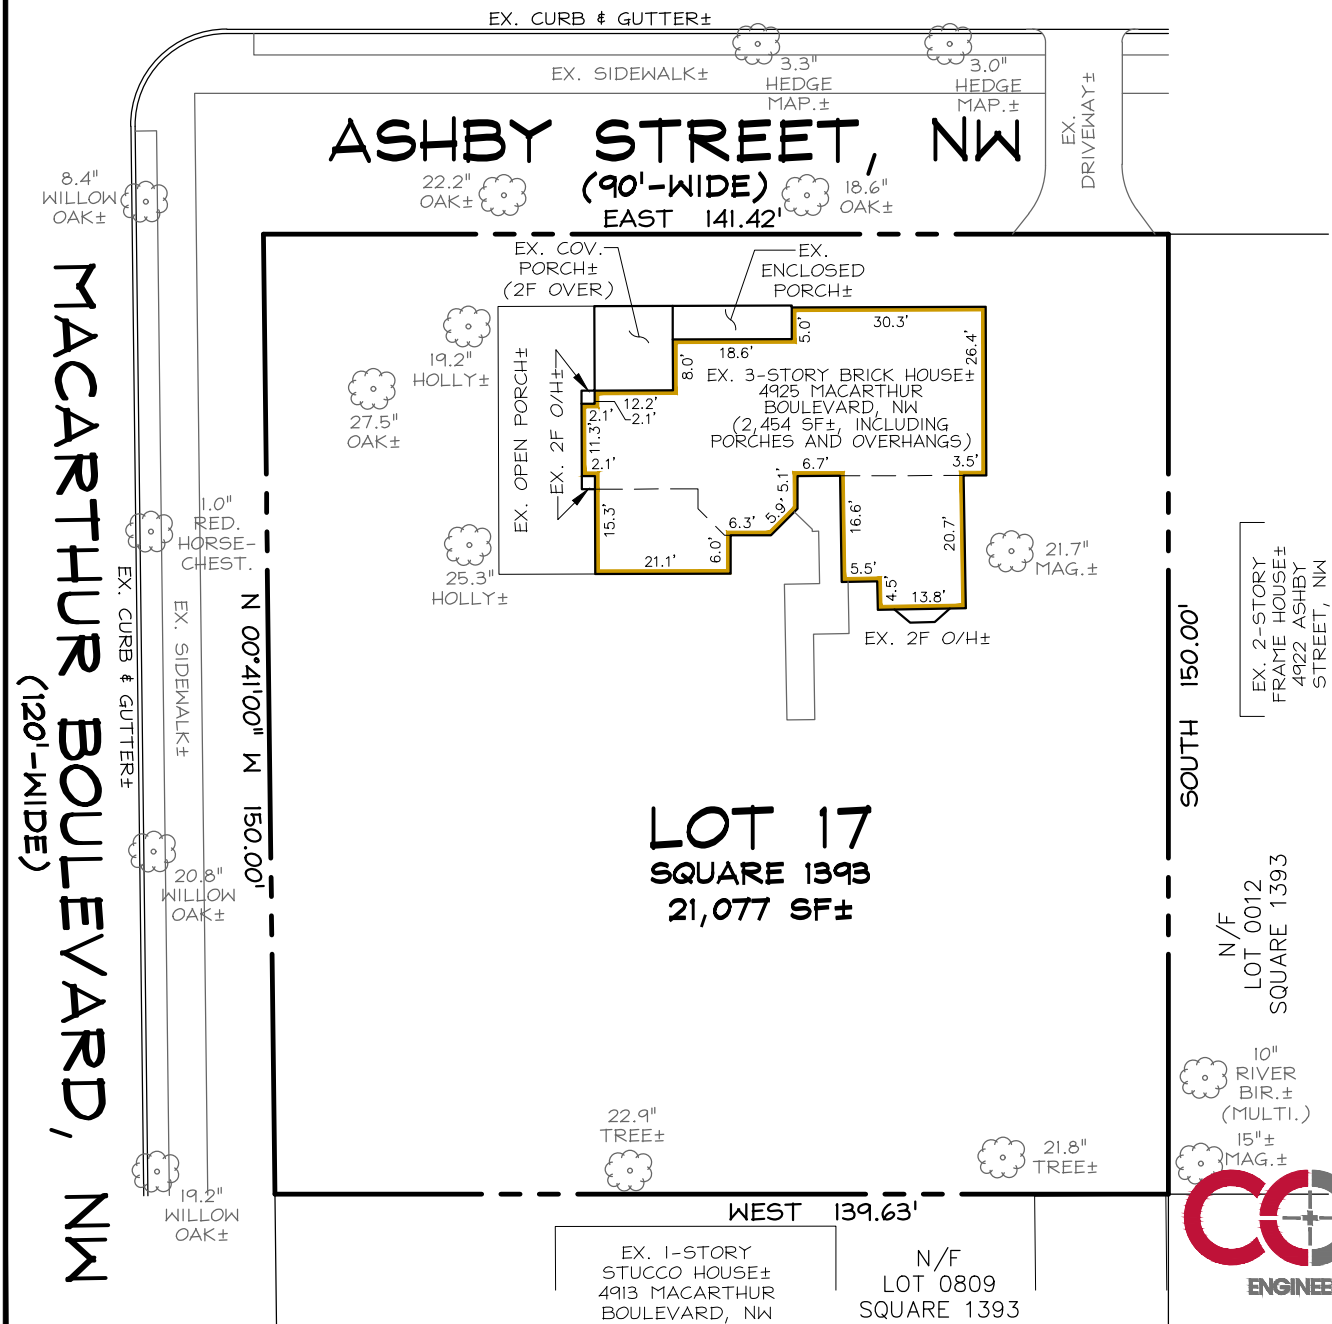 EX. CURB & GUTTER±
EX. SIDEWALK±
3.3"
HEDGE
MAP.±
3.0"
HEDGE
MAP.±
EX.
DRIVEWAY±
ASHBY STREET, NW
(90'-WIDE)
EAST 141.42'
8.4"
WILLOW
OAK±
22.2"
OAK±
18.6"
OAK±
EX. COV.
PORCH±
(2F OVER)
EX.
ENCLOSED
PORCH±
MACARTHUR BOULEVARD, NW
(120'-WIDE)
19.2"
HOLLY±
27.5"
OAK±
EX. OPEN PORCH±
EX. 2F O/H±
30.3'
5.0'
18.6'
8.0'
26.4'
EX. 3-STORY BRICK HOUSE±
4925 MACARTHUR
BOULEVARD, NW
(2,454 SF±, INCLUDING
PORCHES AND OVERHANGS)
12.2'
2.1'
2.1'
11.3'
2.1'
15.3'
21.1'
6.0'
6.3'
5.9'
5.1'
6.7'
3.5'
16.6'
20.7'
5.5'
4.5'
13.8'
EX. 2F O/H±
1.0"
RED.
HORSE-
CHEST.
25.3"
HOLLY±
21.7"
MAG.±
EX. CURB & GUTTER±
EX. SIDEWALK±
N 00°41'00" W 150.00'
SOUTH 150.00'
EX. 2-STORY
FRAME HOUSE±
4922 ASHBY
STREET, NW
LOT 17
SQUARE 1393
21,077 SF±
20.8"
WILLOW
OAK±
N/F
LOT 0012
SQUARE 1393
10"
RIVER
BIR.±
(MULTI.)
15"±
MAG.±
22.9"
TREE±
21.8"
TREE±
19.2"
WILLOW
OAK±
WEST 139.63'
EX. 1-STORY
STUCCO HOUSE±
4913 MACARTHUR
BOULEVARD, NW
N/F
LOT 0809
SQUARE 1393